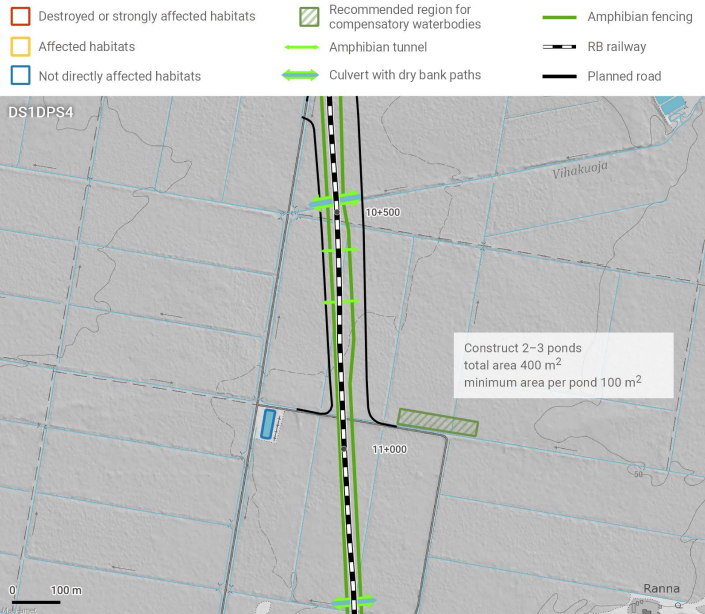 Destroyed or strongly affected habitats
Affected habitats
Not directly affected habitats
Recommended region for
compensatory waterbodies
Amphibian tunnel
Culvert with dry bank paths
Amphibian fencing
RB railway
Planned road
DS1DPS4
Vihakuoja
10+500
Construct 2–3 ponds
total area 400 m²
minimum area per pond 100 m²
11+000
50
Ranna
0 100 m